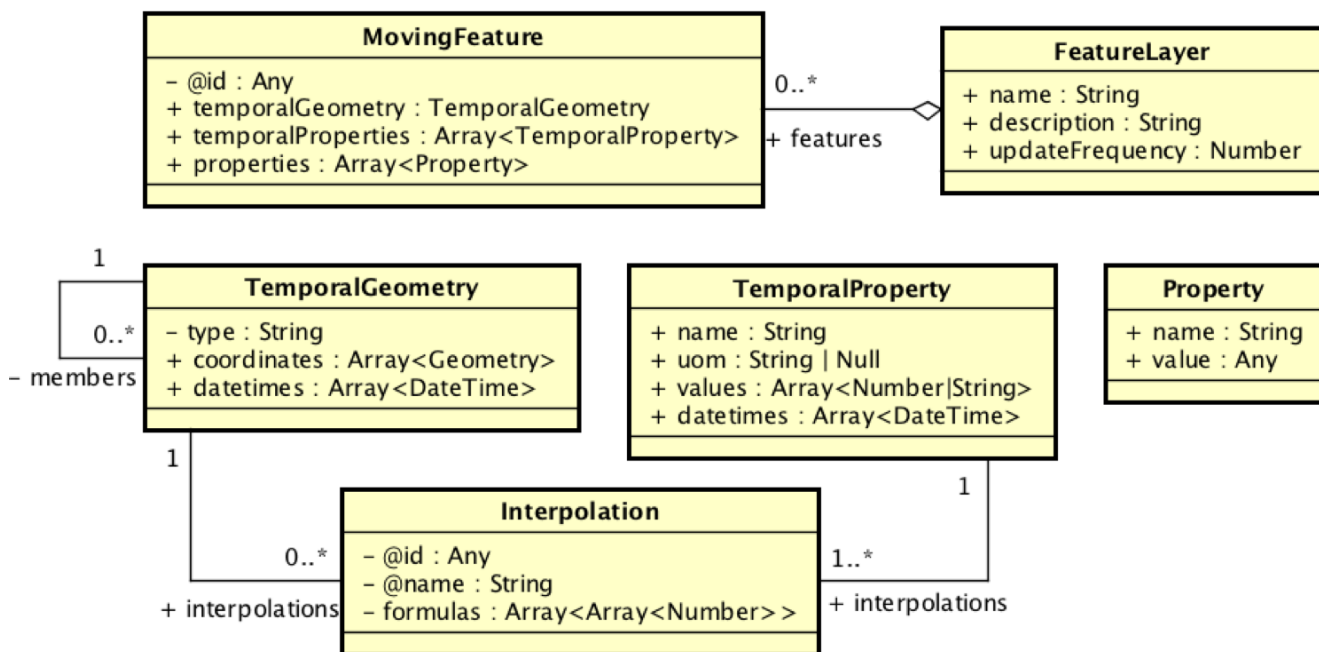 MovingFeature
- @id : Any
+ temporalGeometry : TemporalGeometry
+ temporalProperties : Array<TemporalProperty>
+ properties : Array<Property>
0..*
+ features
FeatureLayer
+ name : String
+ description : String
+ updateFrequency : Number
1
0..*
- members
TemporalGeometry
- type : String
+ coordinates : Array<Geometry>
+ datetimes : Array<DateTime>
TemporalProperty
+ name : String
+ uom : String | Null
+ values : Array<Number|String>
+ datetimes : Array<DateTime>
Property
+ name : String
+ value : Any
1
0..*
+ interpolations
Interpolation
- @id : Any
- @name : String
- formulas : Array<Array<Number>>
1
1..*
+ interpolations